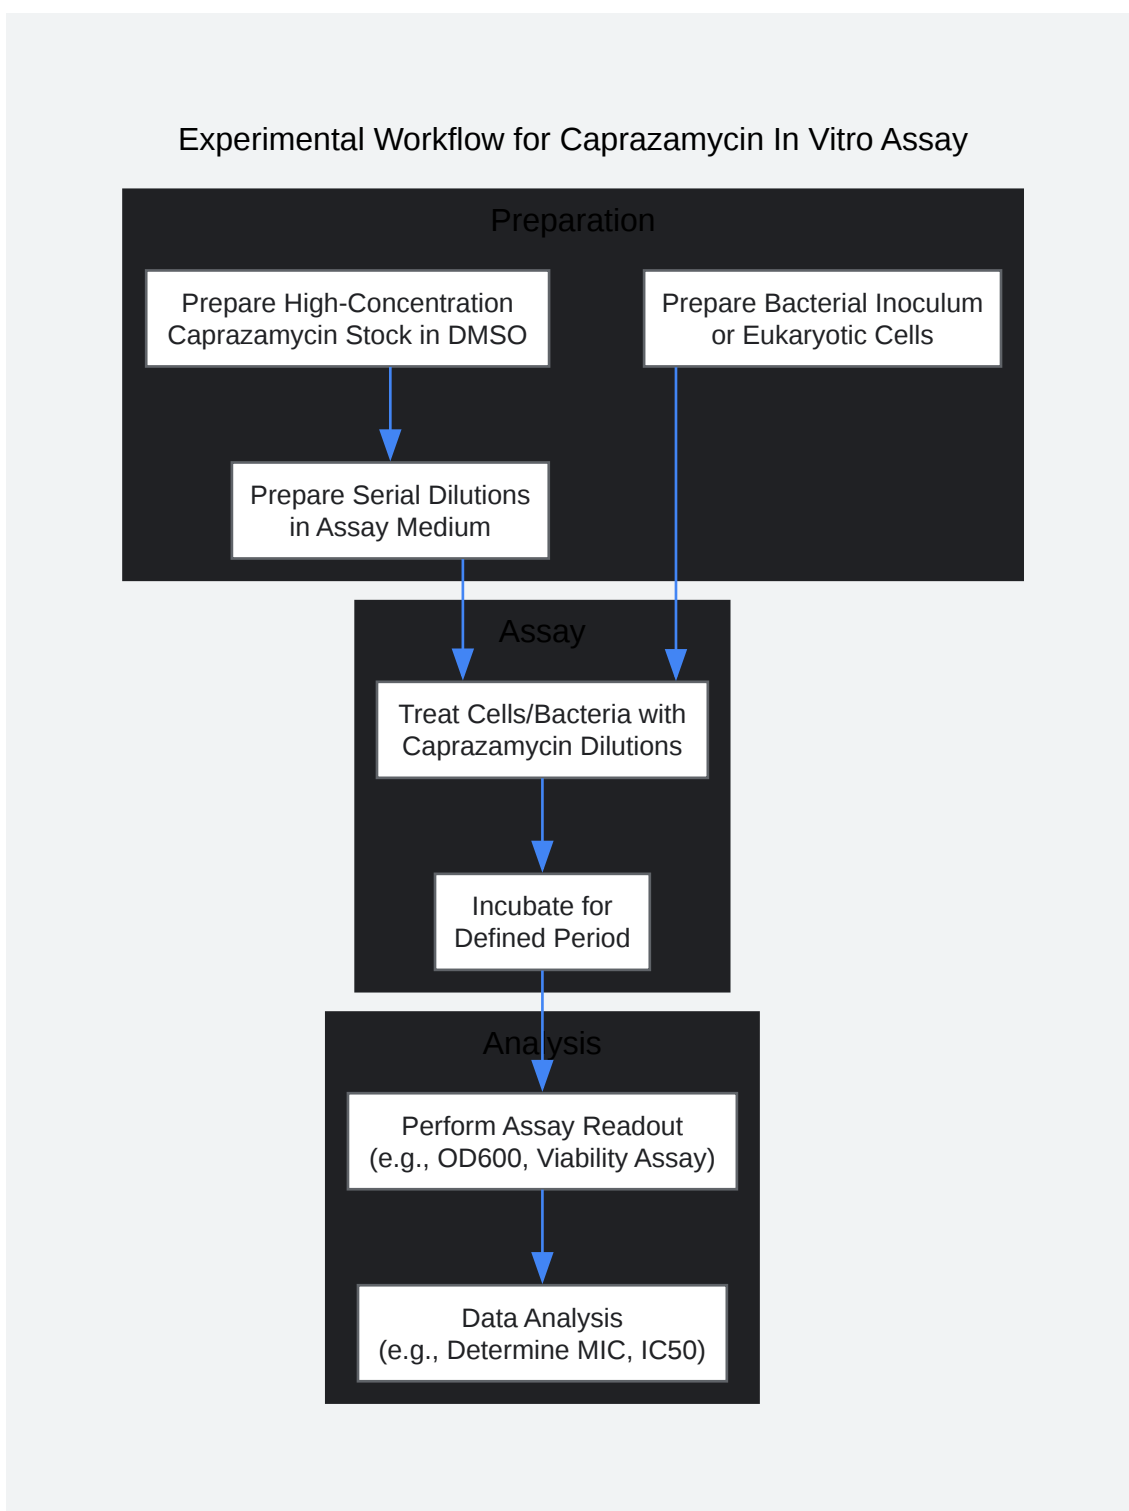 Experimental Workflow for Caprazamycin In Vitro Assay
Preparation
Prepare High-Concentration
Caprazamycin Stock in DMSO
Prepare Bacterial Inoculum
or Eukaryotic Cells
Prepare Serial Dilutions
in Assay Medium
Assay
Treat Cells/Bacteria with
Caprazamycin Dilutions
Incubate for
Defined Period
Analysis
Perform Assay Readout
(e.g., OD600, Viability Assay)
Data Analysis
(e.g., Determine MIC, IC50)